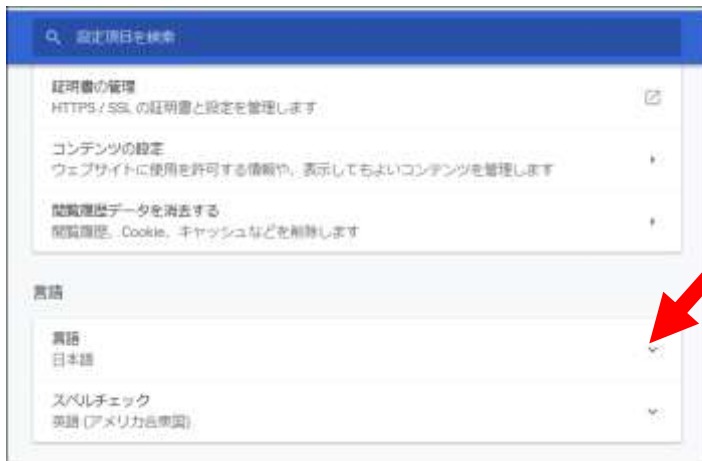 設定項目を検索
証明書の管理
HTTPS / SSL の証明書と設定を管理します
コンテンツの設定
ウェブサイトに使用を許可する情報や、表示してもよいコンテンツを管理します
閲覧履歴データを消去する
閲覧履歴、Cookie、キャッシュなどを削除します
言語
言語
日本語
スペルチェック
英語 (アメリカ合衆国)